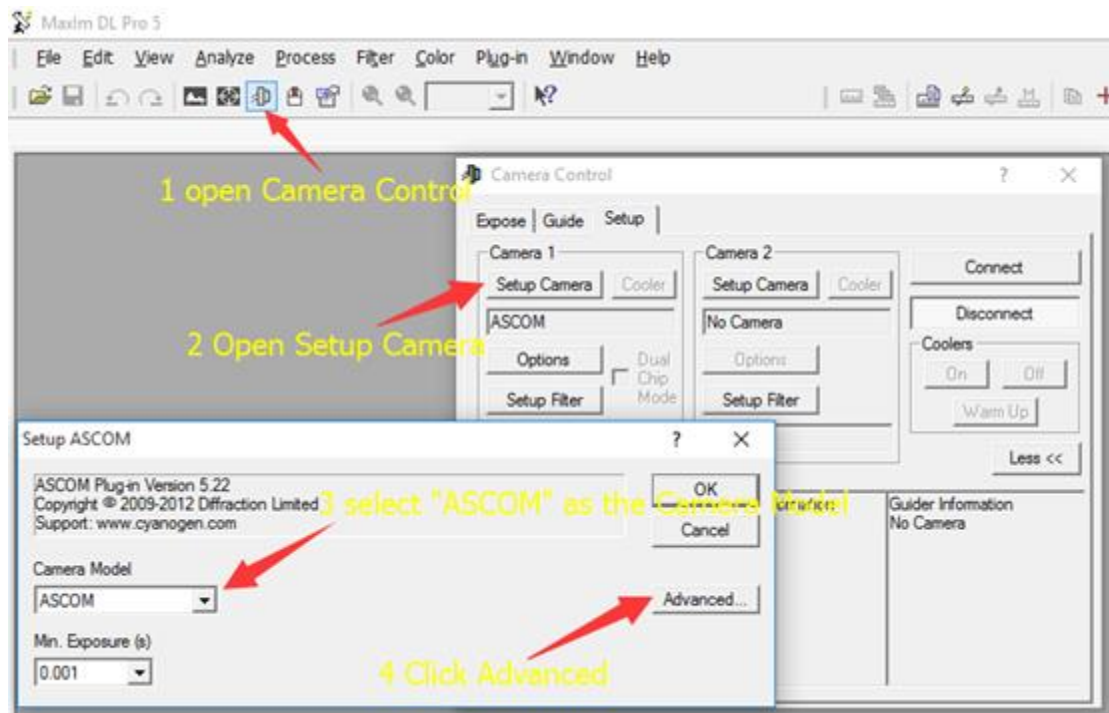 MaxIm DL Pro 5
File Edit View Analyze Process Filter Color Plug-in Window Help
1 open Camera Control
Camera Control
Expose Guide Setup
Camera 1
Setup Camera Cooler
ASCOM
Options
Dual Chip Mode
Setup Filter
Camera 2
Setup Camera Cooler
No Camera
Options
Setup Filter
Connect
Disconnect
Coolers
On Off
Warm Up
Less <<
2 Open Setup Camera
Guider Information
No Camera
Setup ASCOM
ASCOM Plug-in Version 5.22
Copyright © 2009-2012 Diffraction Limited
Support: www.cyanogen.com
OK
Cancel
3 select "ASCOM" as the Camera Model
Camera Model
ASCOM
Advanced...
Min. Exposure (s)
0.001
4 Click Advanced